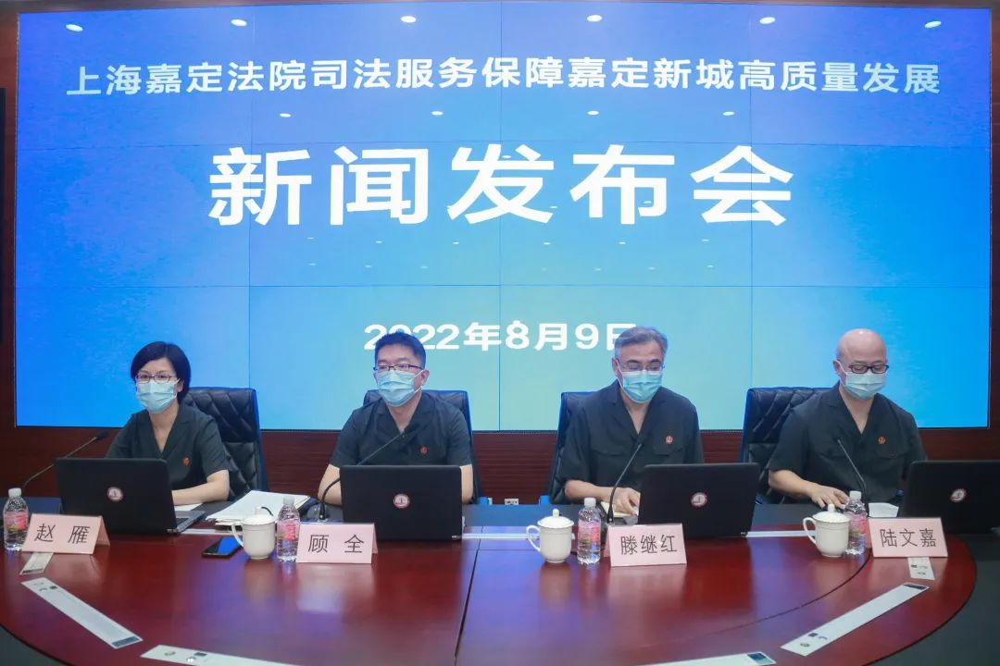 上海嘉定法院司法服务保障嘉定新城高质量发展
新闻发布会
2022年8月9日
赵雁
顾全
滕继红
陆文嘉